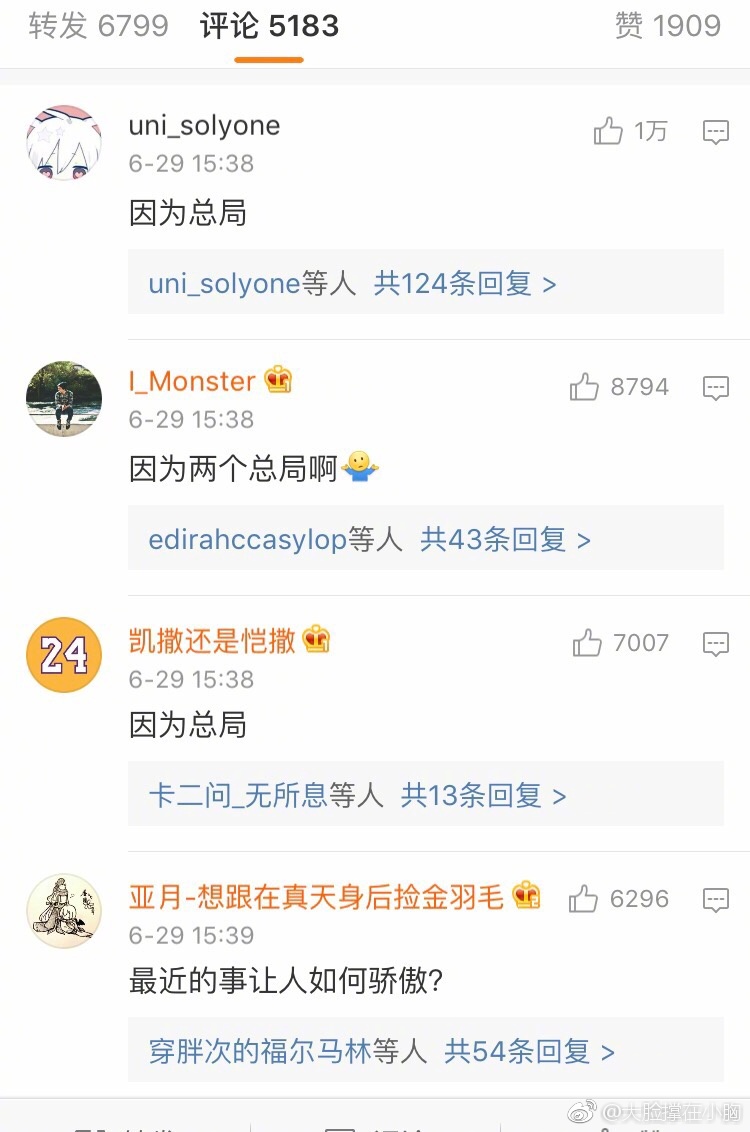 转发 6799 评论 5183 赞 1909
uni_solyone 1万
6-29 15:38
因为总局
uni_solyone等人 共124条回复 >
I_Monster 8794
6-29 15:38
因为两个总局啊
edirahccasylop等人 共43条回复 >
24
凯撒还是恺撒 7007
6-29 15:38
因为总局
卡二问_无所息等人 共13条回复 >
亚月-想跟在真天身后捡金羽毛 6296
6-29 15:39
最近的事让人如何骄傲?
穿胖次的福尔马林等人 共54条回复 >
@大脸撑在小胸